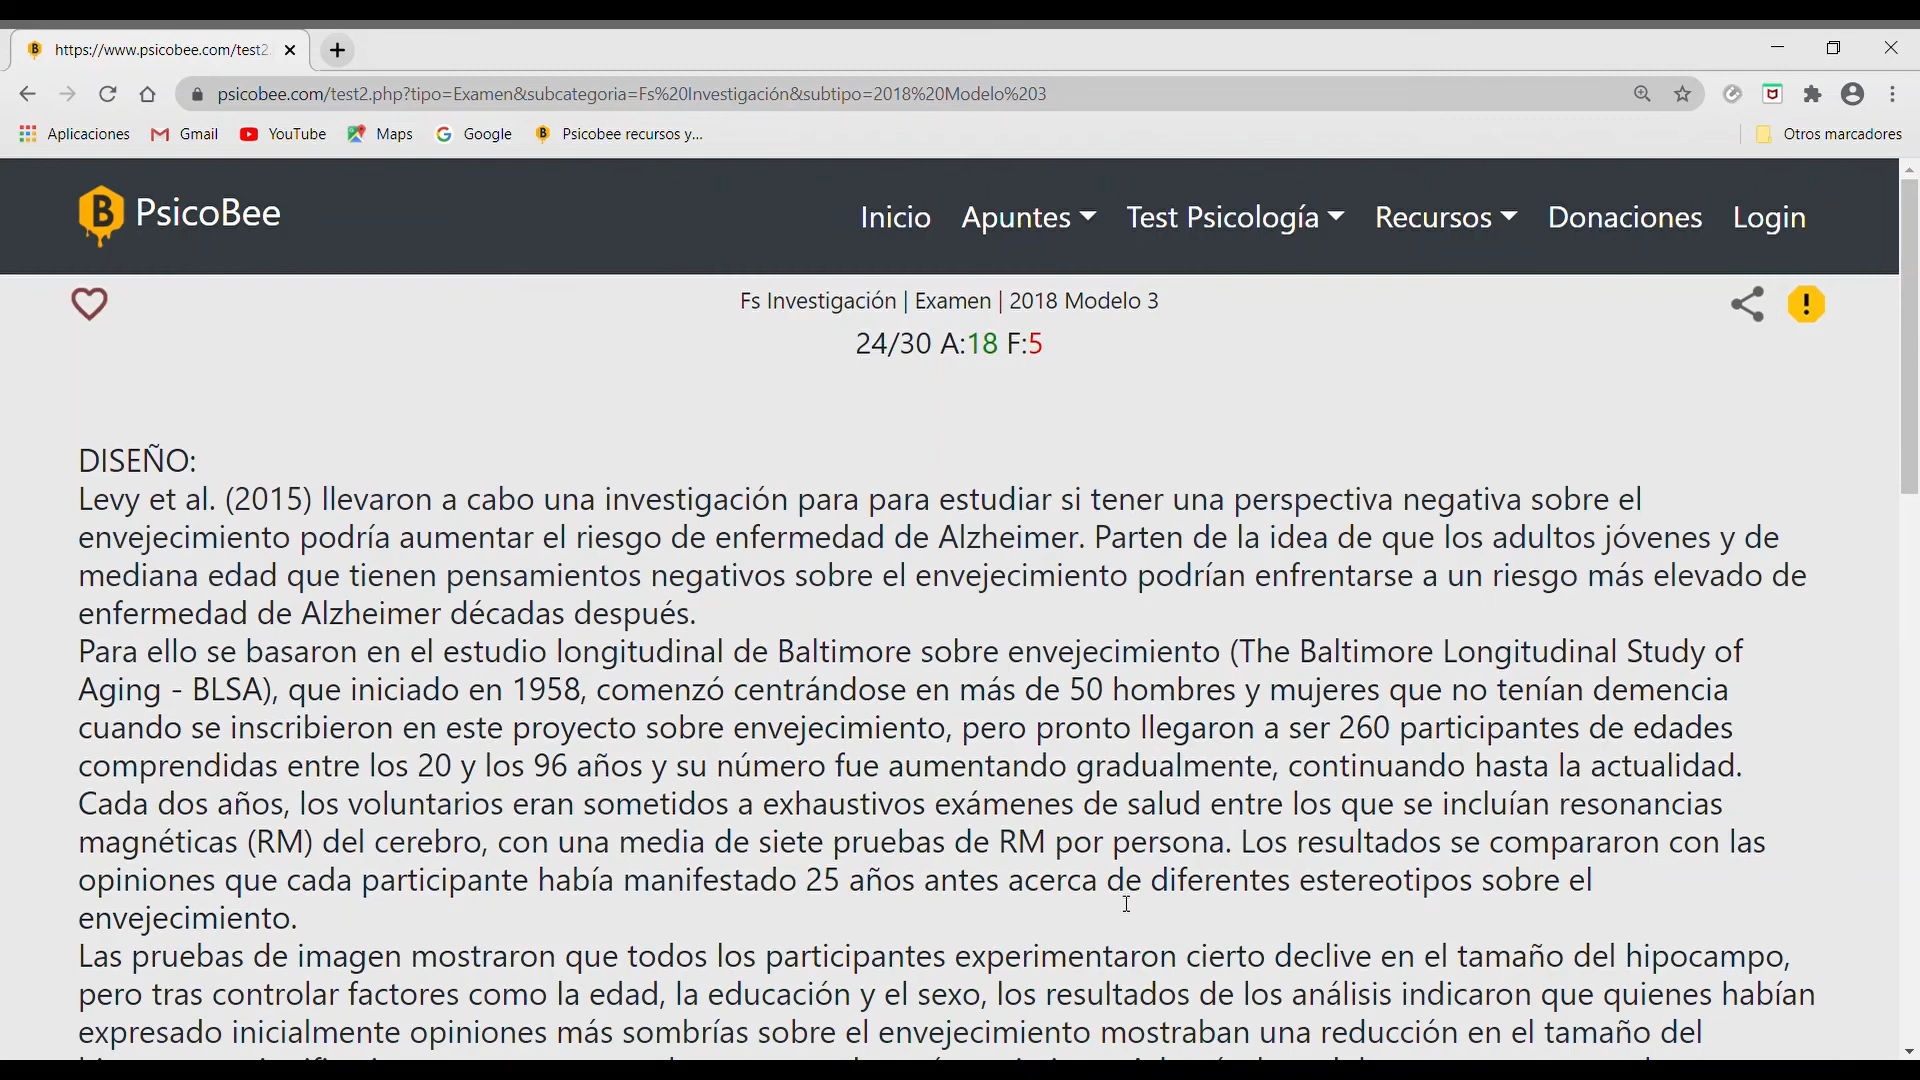 https://www.psicobee.com/test2
psicobee.com/test2.php?tipo=Examen&subcategoria=Fs%20Investigación&subtipo=2018%20Modelo%203
Aplicaciones Gmail YouTube Maps Google Psicobee recursos y... Otros marcadores
PsicoBee Inicio Apuntes Test Psicología Recursos Donaciones Login
Fs Investigación | Examen | 2018 Modelo 3
24/30 A:18 F:5
DISEÑO:
Levy et al. (2015) llevaron a cabo una investigación para para estudiar si tener una perspectiva negativa sobre el
envejecimiento podría aumentar el riesgo de enfermedad de Alzheimer. Parten de la idea de que los adultos jóvenes y de
mediana edad que tienen pensamientos negativos sobre el envejecimiento podrían enfrentarse a un riesgo más elevado de
enfermedad de Alzheimer décadas después.
Para ello se basaron en el estudio longitudinal de Baltimore sobre envejecimiento (The Baltimore Longitudinal Study of
Aging - BLSA), que iniciado en 1958, comenzó centrándose en más de 50 hombres y mujeres que no tenían demencia
cuando se inscribieron en este proyecto sobre envejecimiento, pero pronto llegaron a ser 260 participantes de edades
comprendidas entre los 20 y los 96 años y su número fue aumentando gradualmente, continuando hasta la actualidad.
Cada dos años, los voluntarios eran sometidos a exhaustivos exámenes de salud entre los que se incluían resonancias
magnéticas (RM) del cerebro, con una media de siete pruebas de RM por persona. Los resultados se compararon con las
opiniones que cada participante había manifestado 25 años antes acerca de diferentes estereotipos sobre el
envejecimiento.
Las pruebas de imagen mostraron que todos los participantes experimentaron cierto declive en el tamaño del hipocampo,
pero tras controlar factores como la edad, la educación y el sexo, los resultados de los análisis indicaron que quienes habían
expresado inicialmente opiniones más sombrías sobre el envejecimiento mostraban una reducción en el tamaño del